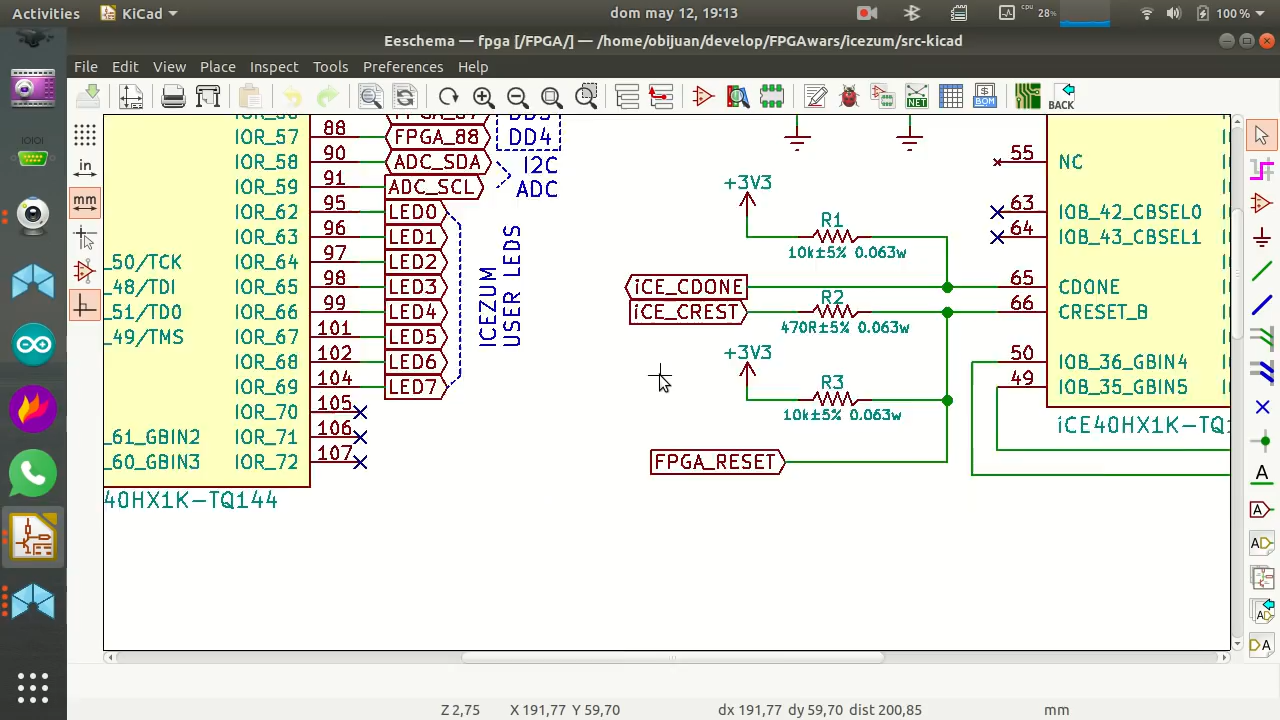 Activities KiCad dom may 12, 19:13 cpu 28% 100 %
Eeschema — fpga [/FPGA/] — /home/obijuan/develop/FPGAwars/icezum/src-kicad
File Edit View Place Inspect Tools Preferences Help
NET BOM BACK
in
mm
IOR_57 88 FPGA_88 DD4
IOR_58 90 ADC_SDA I2C
IOR_59 91 ADC_SCL ADC
IOR_62 95 LED0
IOR_63 96 LED1
_50/TCK IOR_64 97 LED2
_48/TDI IOR_65 98 LED3
_51/TDO IOR_66 99 LED4
_49/TMS IOR_67 101 LED5
IOR_68 102 LED6
IOR_69 104 LED7
IOR_70 105
_61_GBIN2 IOR_71 106
_60_GBIN3 IOR_72 107
40HX1K-TQ144
ICEZUM
USER LEDS
+3V3
R1
10k±5% 0.063w
iCE_CDONE
iCE_CREST
R2
470R±5% 0.063w
+3V3
R3
10k±5% 0.063w
FPGA_RESET
55 NC
63 IOB_42_CBSEL0
64 IOB_43_CBSEL1
65 CDONE
66 CRESET_B
50 IOB_36_GBIN4
49 IOB_35_GBIN5
iCE40HX1K-TQ1
A
A
A
A
A
Z 2,75 X 191,77 Y 59,70 dx 191,77 dy 59,70 dist 200,85 mm